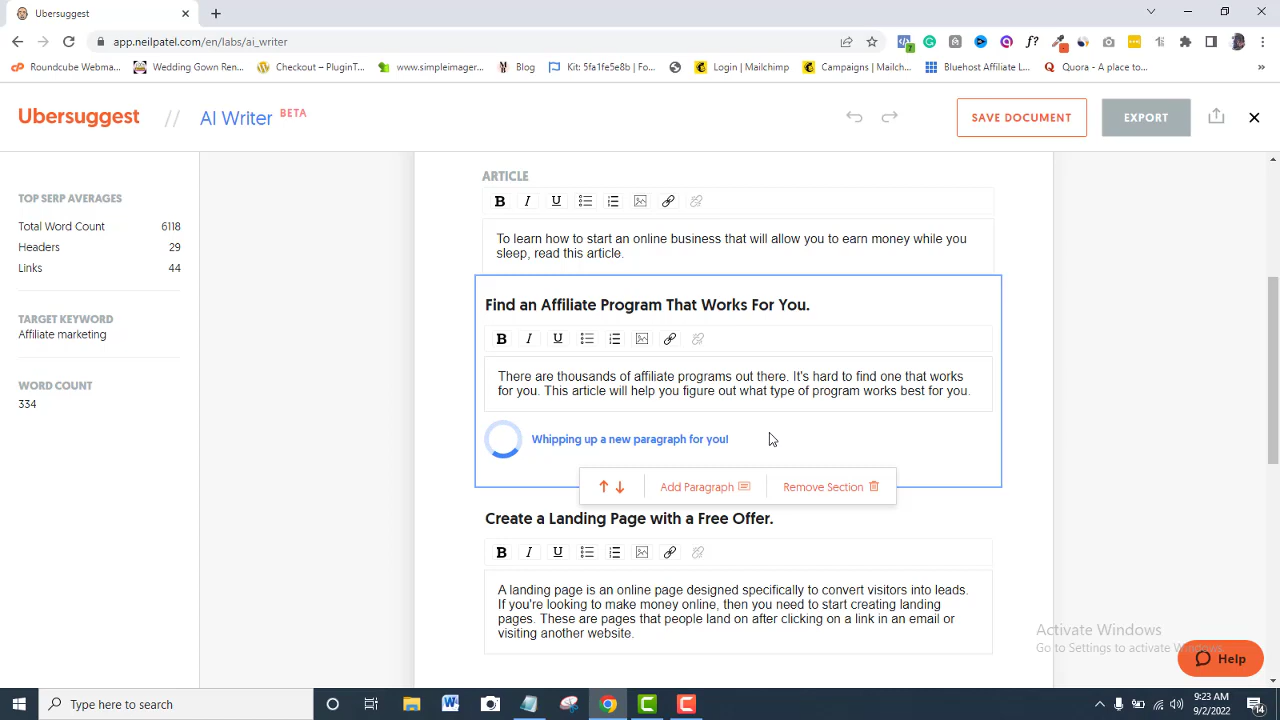 Ubersuggest
app.neilpatel.com/en/labs/ai_writer
Roundcube Webma...
Wedding Gown Ren...
Checkout – PluginT...
www.simpleimager...
Blog
Kit: 5fa1fe5e8b | Fo...
Login | Mailchimp
Campaigns | Mailch...
Bluehost Affiliate L...
Quora - A place to...
»
Ubersuggest // AI Writer BETA
SAVE DOCUMENT
EXPORT
TOP SERP AVERAGES
Total Word Count 6118
Headers 29
Links 44
TARGET KEYWORD
Affiliate marketing
WORD COUNT
334
ARTICLE
B I U
To learn how to start an online business that will allow you to earn money while you
sleep, read this article.
Find an Affiliate Program That Works For You.
B I U
There are thousands of affiliate programs out there. It's hard to find one that works
for you. This article will help you figure out what type of program works best for you.
Whipping up a new paragraph for you!
Add Paragraph
Remove Section
Create a Landing Page with a Free Offer.
B I U
A landing page is an online page designed specifically to convert visitors into leads.
If you're looking to make money online, then you need to start creating landing
pages. These are pages that people land on after clicking on a link in an email or
visiting another website.
Activate Windows
Go to Settings to activate Windows.
Help
Type here to search
9:23 AM
9/2/2022
14